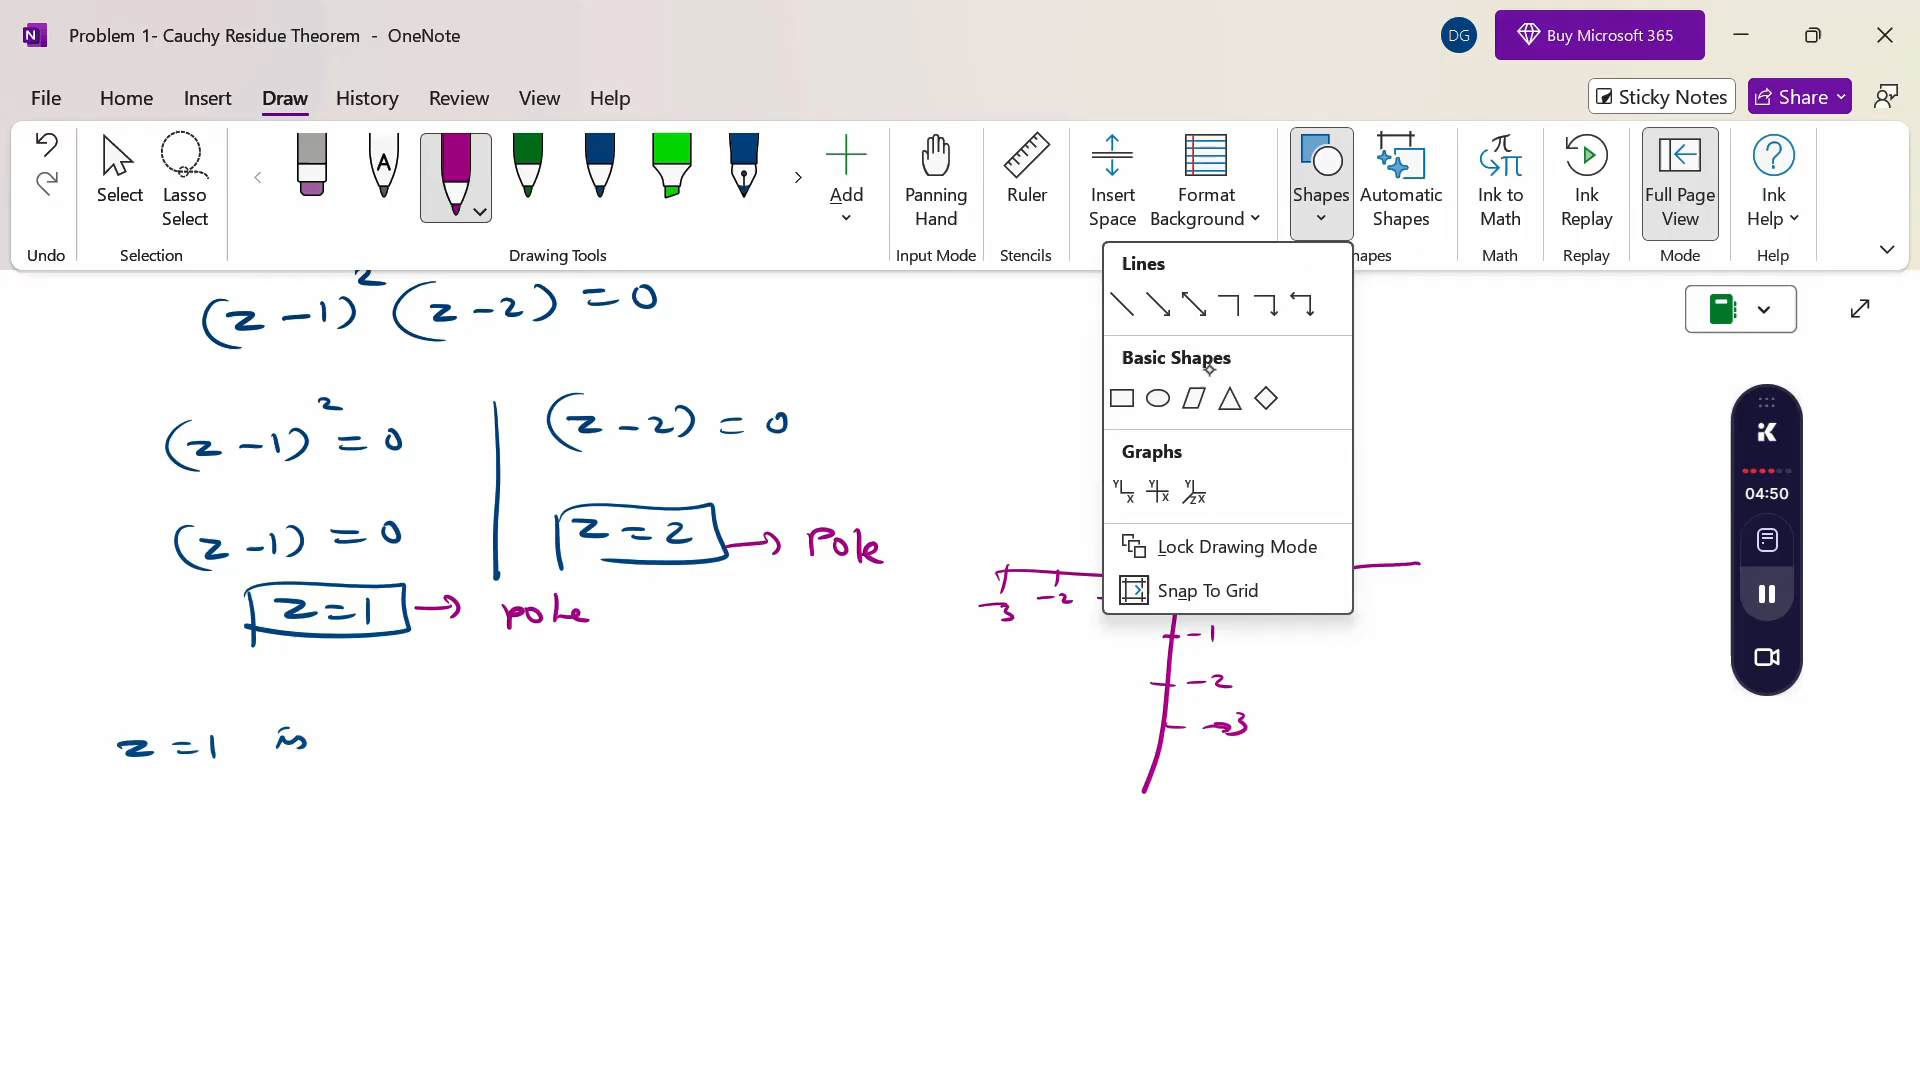 Problem 1- Cauchy Residue Theorem - OneNote
DG
Buy Microsoft 365
File Home Insert Draw History Review View Help
Sticky Notes
Share
Undo
Select
Lasso Select
Selection
A
Drawing Tools
Add
Panning Hand
Input Mode
Ruler
Stencils
Insert Space
Format Background
Shapes
Automatic Shapes
hapes
Ink to Math
Math
Ink Replay
Replay
Full Page View
Mode
Ink Help
Help
Lines
Basic Shapes
Graphs
Lock Drawing Mode
Snap To Grid
04:50
(z-1)² (z-2) = 0
(z-1)² = 0
(z-2) = 0
(z-1) = 0
z = 2 → Pole
z = 1 → pole
z = 1 is
-3 -2
-1
-2
-3